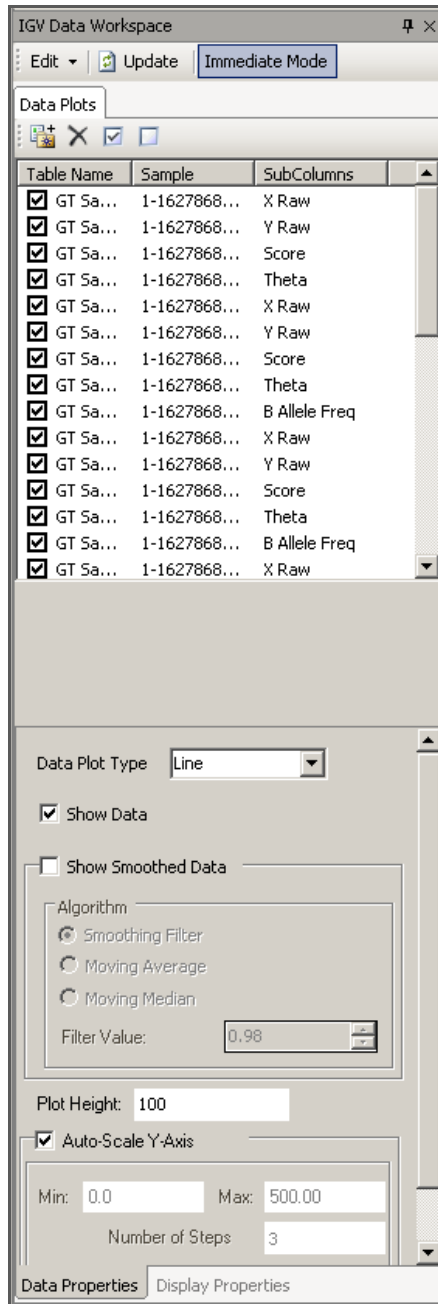 IGV Data Workspace
Edit Update Immediate Mode
Data Plots
Table Name Sample SubColumns
GT Sa... 1-1627868... X Raw
GT Sa... 1-1627868... Y Raw
GT Sa... 1-1627868... Score
GT Sa... 1-1627868... Theta
GT Sa... 1-1627868... X Raw
GT Sa... 1-1627868... Y Raw
GT Sa... 1-1627868... Score
GT Sa... 1-1627868... Theta
GT Sa... 1-1627868... B Allele Freq
GT Sa... 1-1627868... X Raw
GT Sa... 1-1627868... Y Raw
GT Sa... 1-1627868... Score
GT Sa... 1-1627868... Theta
GT Sa... 1-1627868... B Allele Freq
GT Sa... 1-1627868... X Raw
Data Plot Type Line
Show Data
Show Smoothed Data
Algorithm
Smoothing Filter
Moving Average
Moving Median
Filter Value: 0.98
Plot Height: 100
Auto-Scale Y-Axis
Min: 0.0 Max: 500.00
Number of Steps 3
Data Properties Display Properties